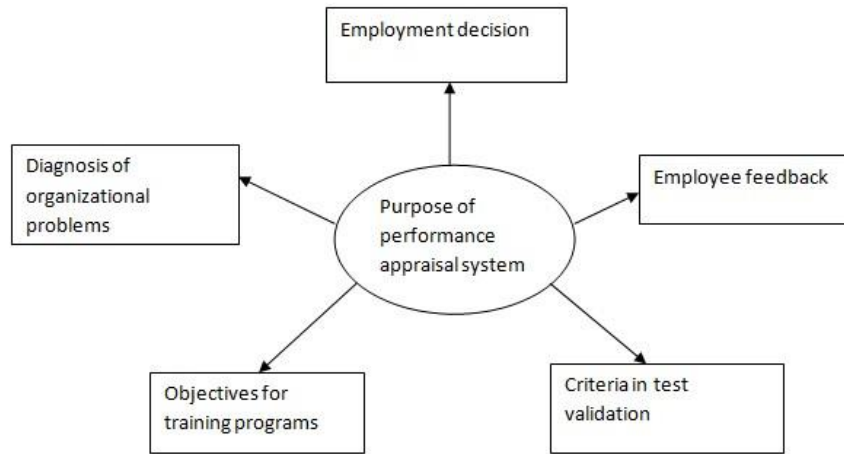 Employment decision
Diagnosis of
organizational
problems
Employee feedback
Purpose of
performance
appraisal system
Objectives for
training programs
Criteria in test
validation